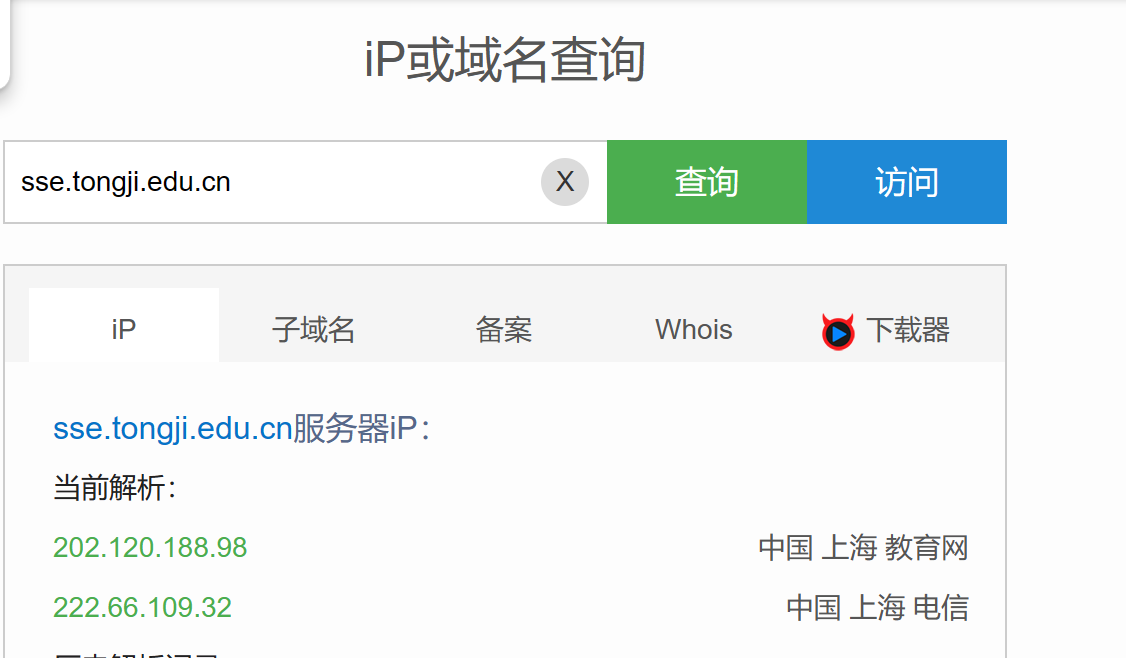 iP或域名查询
sse.tongji.edu.cn X 查询 访问
iP 子域名 备案 Whois 下载器
sse.tongji.edu.cn服务器iP：
当前解析：
202.120.188.98 中国 上海 教育网
222.66.109.32 中国 上海 电信